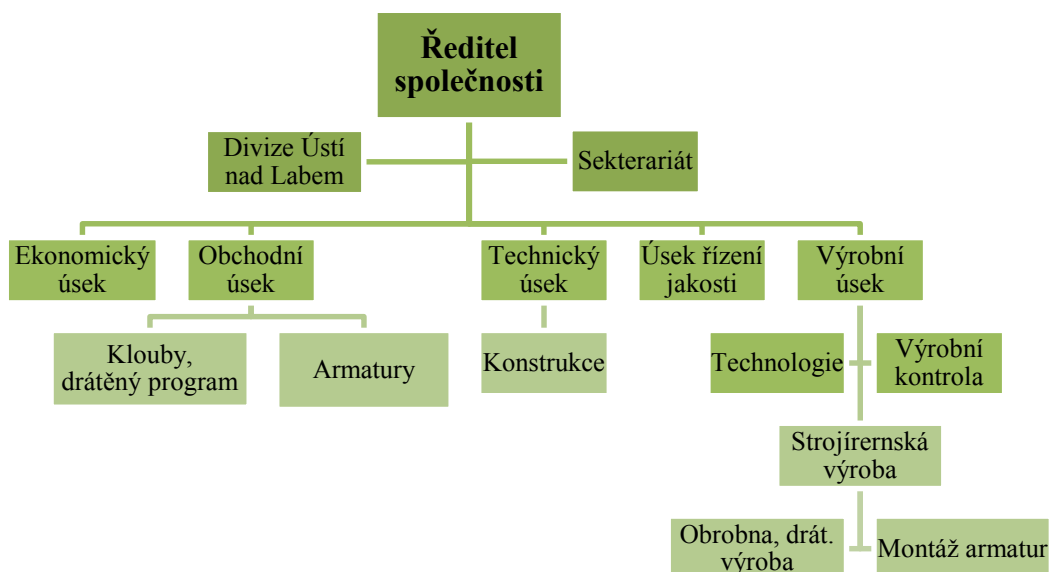 Ředitel
společnosti
Divize Ústí
nad Labem
Sekterariát
Ekonomický
úsek
Obchodní
úsek
Technický
úsek
Úsek řízení
jakosti
Výrobní
úsek
Klouby,
drátěný program
Armatury
Konstrukce
Technologie
Výrobní
kontrola
Strojírernská
výroba
Obrobna, drát.
výroba
Montáž armatur